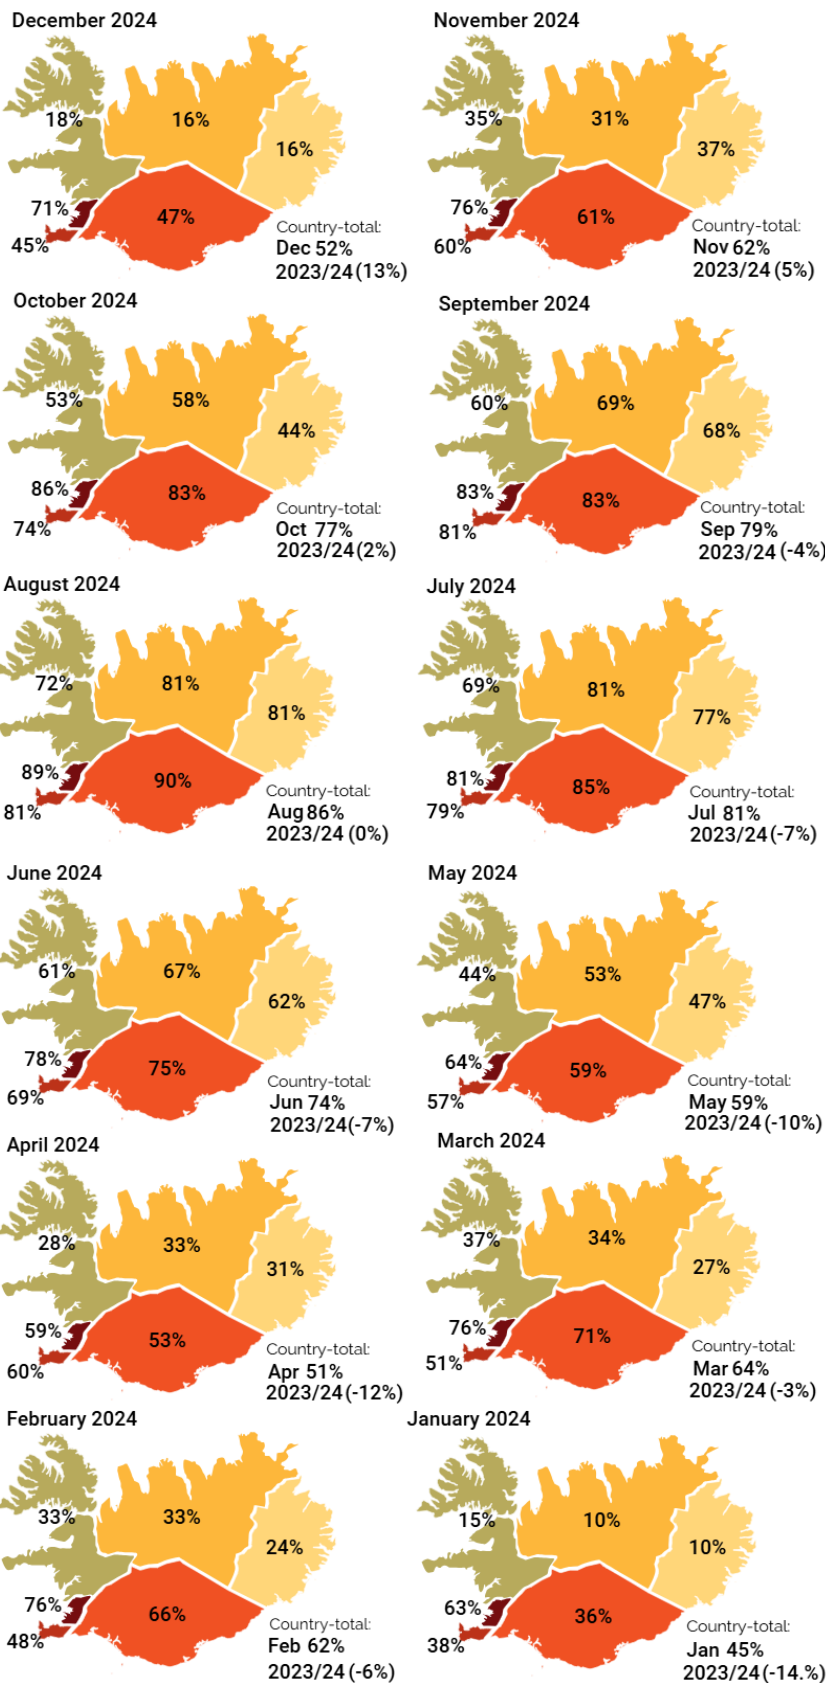 December 2024
18%
16%
16%
71%
47%
45%
Country-total:
Dec 52%
2023/24 (13%)
November 2024
35%
31%
37%
76%
61%
60%
Country-total:
Nov 62%
2023/24 (5%)
October 2024
53%
58%
44%
86%
83%
74%
Country-total:
Oct 77%
2023/24 (2%)
September 2024
60%
69%
68%
83%
83%
81%
Country-total:
Sep 79%
2023/24 (-4%)
August 2024
72%
81%
81%
89%
90%
81%
Country-total:
Aug 86%
2023/24 (0%)
July 2024
69%
81%
77%
81%
85%
79%
Country-total:
Jul 81%
2023/24 (-7%)
June 2024
61%
67%
62%
78%
75%
69%
Country-total:
Jun 74%
2023/24 (-7%)
May 2024
44%
53%
47%
64%
59%
57%
Country-total:
May 59%
2023/24 (-10%)
April 2024
28%
33%
31%
59%
53%
60%
Country-total:
Apr 51%
2023/24 (-12%)
March 2024
37%
34%
27%
76%
71%
51%
Country-total:
Mar 64%
2023/24 (-3%)
February 2024
33%
33%
24%
76%
66%
48%
Country-total:
Feb 62%
2023/24 (-6%)
January 2024
15%
10%
10%
63%
36%
38%
Country-total:
Jan 45%
2023/24 (-14.%)